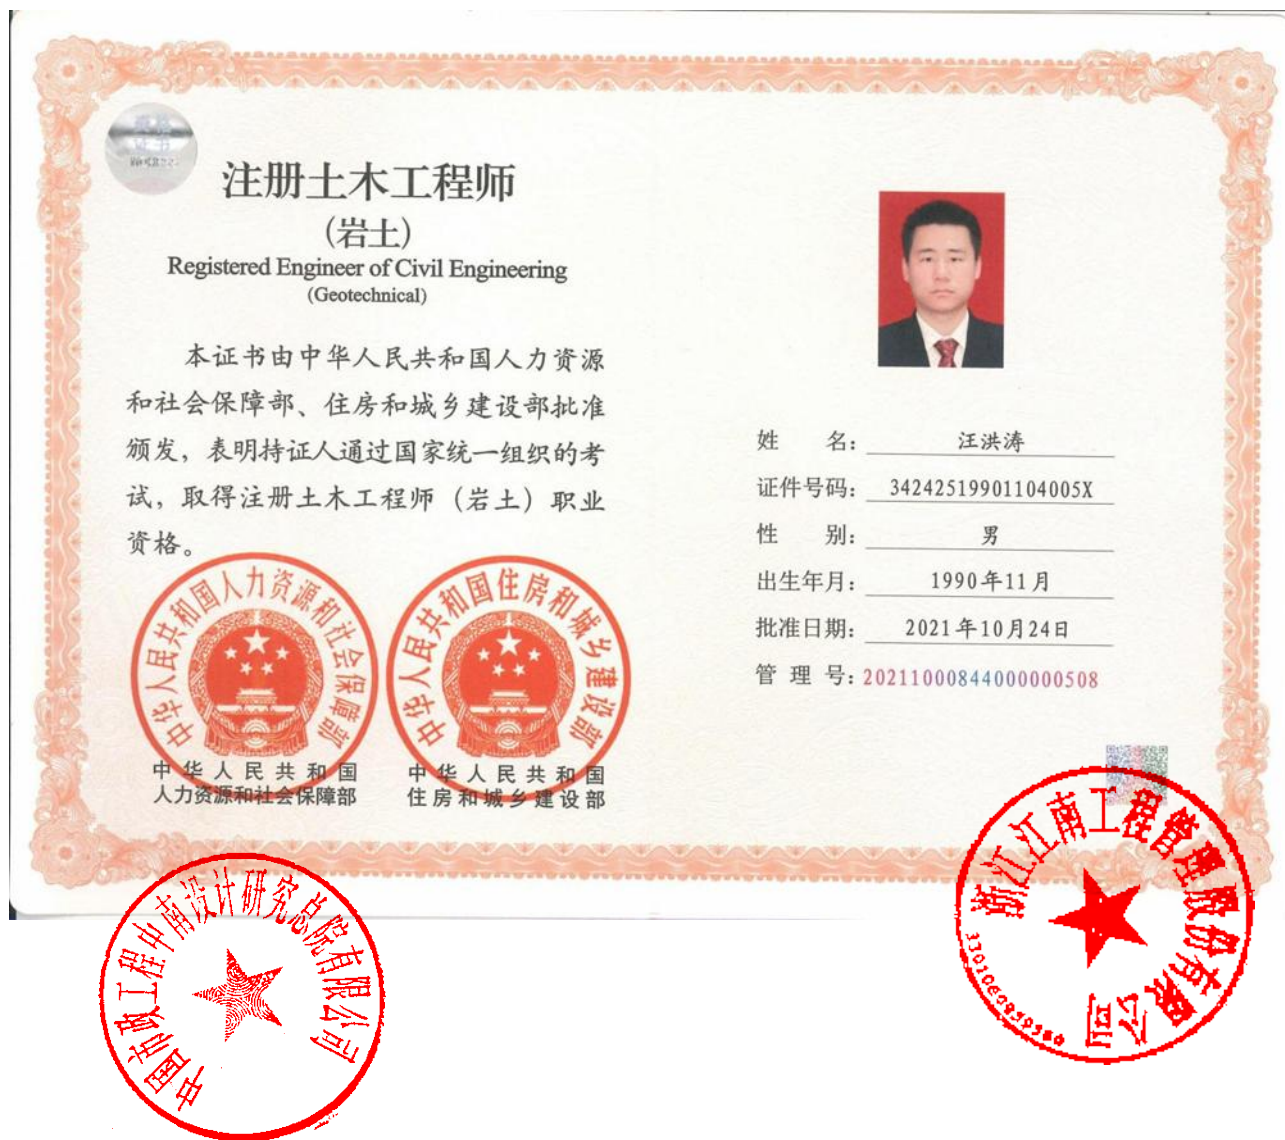 注册土木工程师
(岩土)
Registered Engineer of Civil Engineering
(Geotechnical)
本证书由中华人民共和国人力资源
和社会保障部、住房和城乡建设部批准
颁发，表明持证人通过国家统一组织的考
试，取得注册土木工程师（岩土）职业
资格。
中华人民共和国人力资源和社会保障部
中华人民共和国住房和城乡建设部
中华人民共和国
人力资源和社会保障部
中华人民共和国
住房和城乡建设部
姓 名: 汪洪涛
证件号码: 34242519901104005X
性 别: 男
出生年月: 1990年11月
批准日期: 2021年10月24日
管 理 号: 20211000844000000508
中国市政工程中南设计研究总院有限公司
浙江江南工程管理股份有限公司